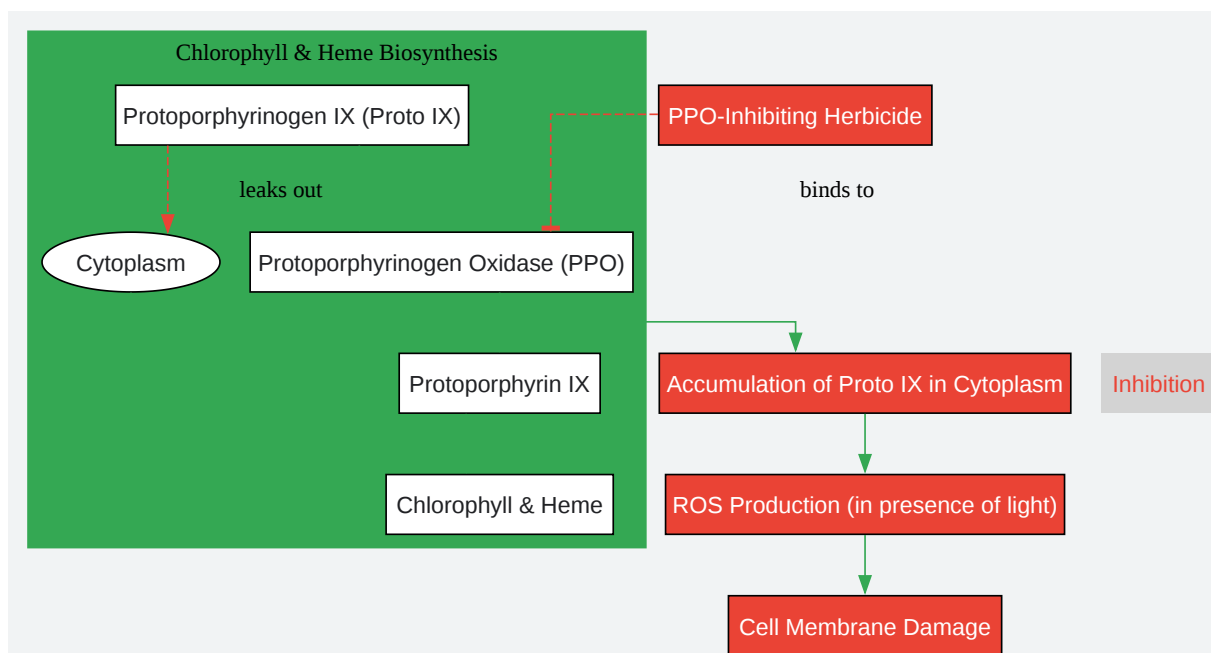 Chlorophyll & Heme Biosynthesis
Protoporphyrinogen IX (Proto IX)
PPO-Inhibiting Herbicide
leaks out
binds to
Cytoplasm
Protoporphyrinogen Oxidase (PPO)
Protoporphyrin IX
Accumulation of Proto IX in Cytoplasm
Inhibition
Chlorophyll & Heme
ROS Production (in presence of light)
Cell Membrane Damage